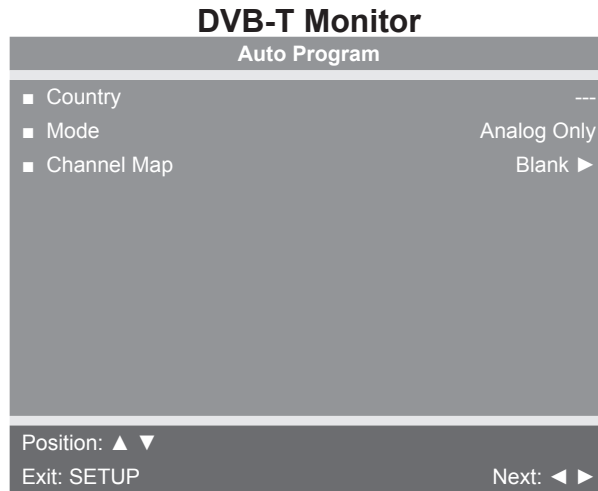 DVB-T Monitor
Auto Program
■ Country ---
■ Mode Analog Only
■ Channel Map Blank ►
Position: ▲ ▼
Exit: SETUP Next: ◄ ►